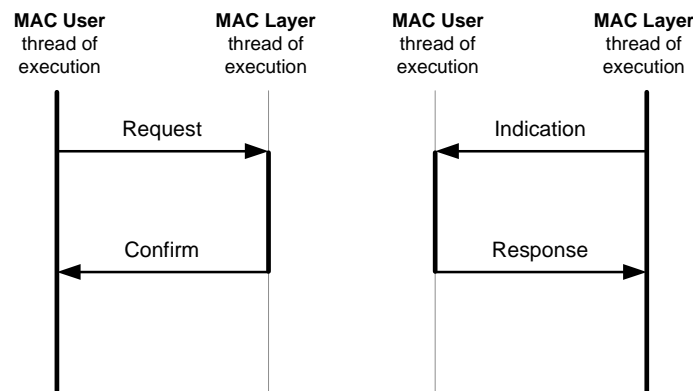 MAC User
thread of
execution
MAC Layer
thread of
execution
MAC User
thread of
execution
MAC Layer
thread of
execution
Request
Indication
Confirm
Response